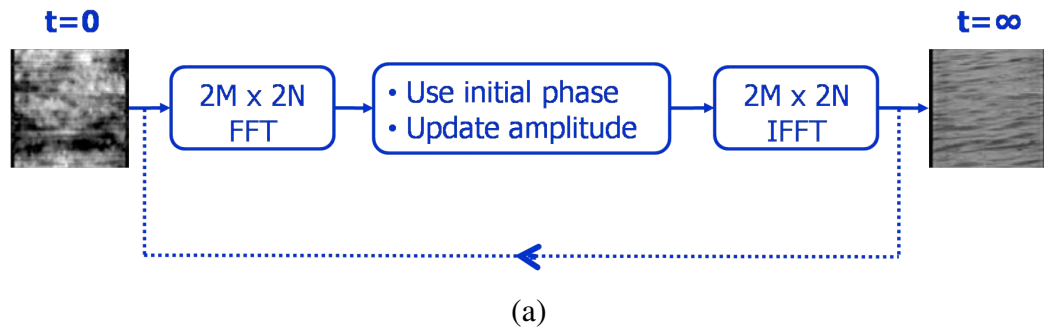 t=0
t=∞
2M x 2N
FFT
• Use initial phase
• Update amplitude
2M x 2N
IFFT
(a)